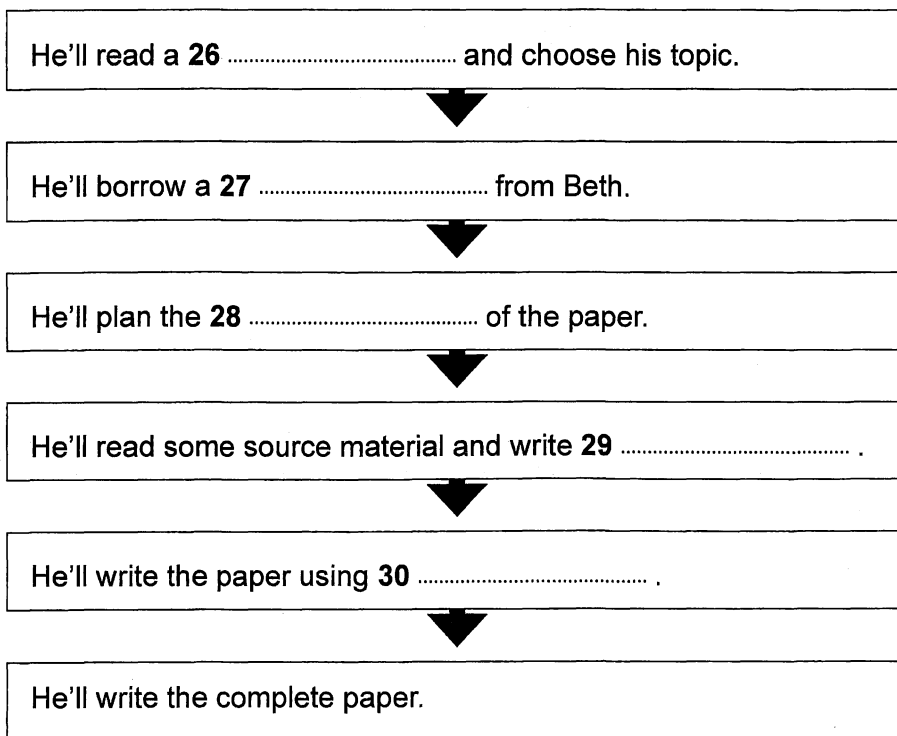 He'll read a 26 ........................................ and choose his topic.
He'll borrow a 27 ........................................ from Beth.
He'll plan the 28 ........................................ of the paper.
He'll read some source material and write 29 ........................................ .
He'll write the paper using 30 ........................................ .
He'll write the complete paper.